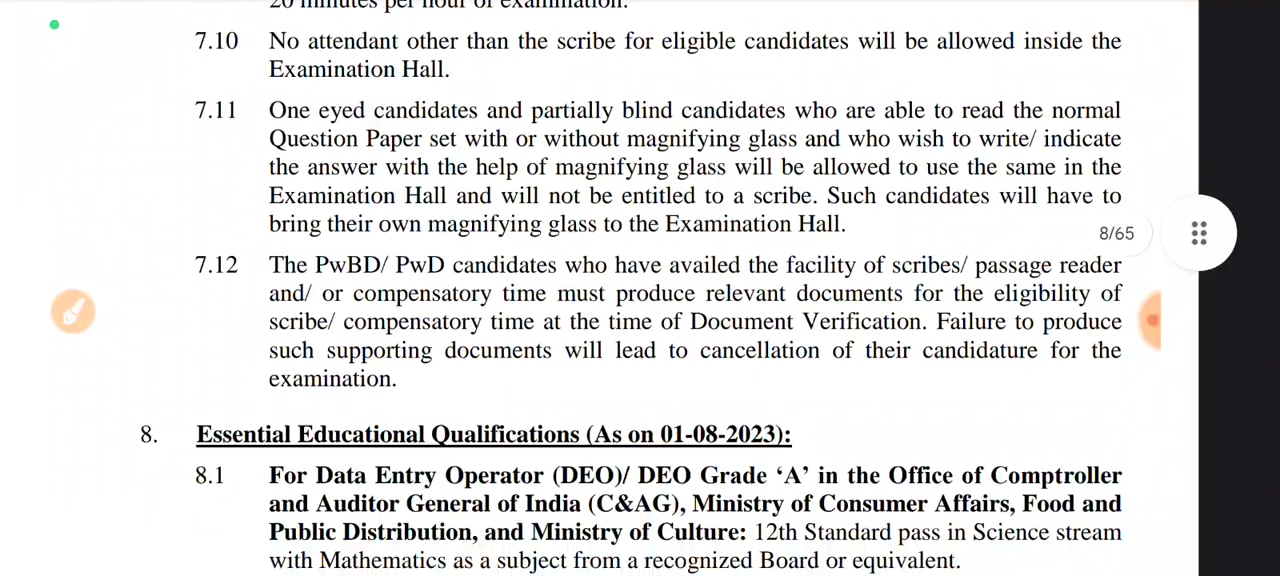 20 minutes per hour of examination.
7.10 No attendant other than the scribe for eligible candidates will be allowed inside the
Examination Hall.
7.11 One eyed candidates and partially blind candidates who are able to read the normal
Question Paper set with or without magnifying glass and who wish to write/ indicate
the answer with the help of magnifying glass will be allowed to use the same in the
Examination Hall and will not be entitled to a scribe. Such candidates will have to
bring their own magnifying glass to the Examination Hall.
8/65
7.12 The PwBD/ PwD candidates who have availed the facility of scribes/ passage reader
and/ or compensatory time must produce relevant documents for the eligibility of
scribe/ compensatory tine at the time of Document Verification. Failure to produce
such supporting documents will lead to cancellation of their candidature for the
examination.
8. Essential Educational Qualifications (As on 01-08-2023):
8.1 For Data Entry Operator (DEO)/ DEO Grade ‘A’ in the Office of Comptroller
and Auditor General of India (C&AG), Ministry of Consumer Affairs, Food and
Public Distribution, and Ministry of Culture: 12th Standard pass in Science stream
with Mathematics as a subject from a recognized Board or equivalent.